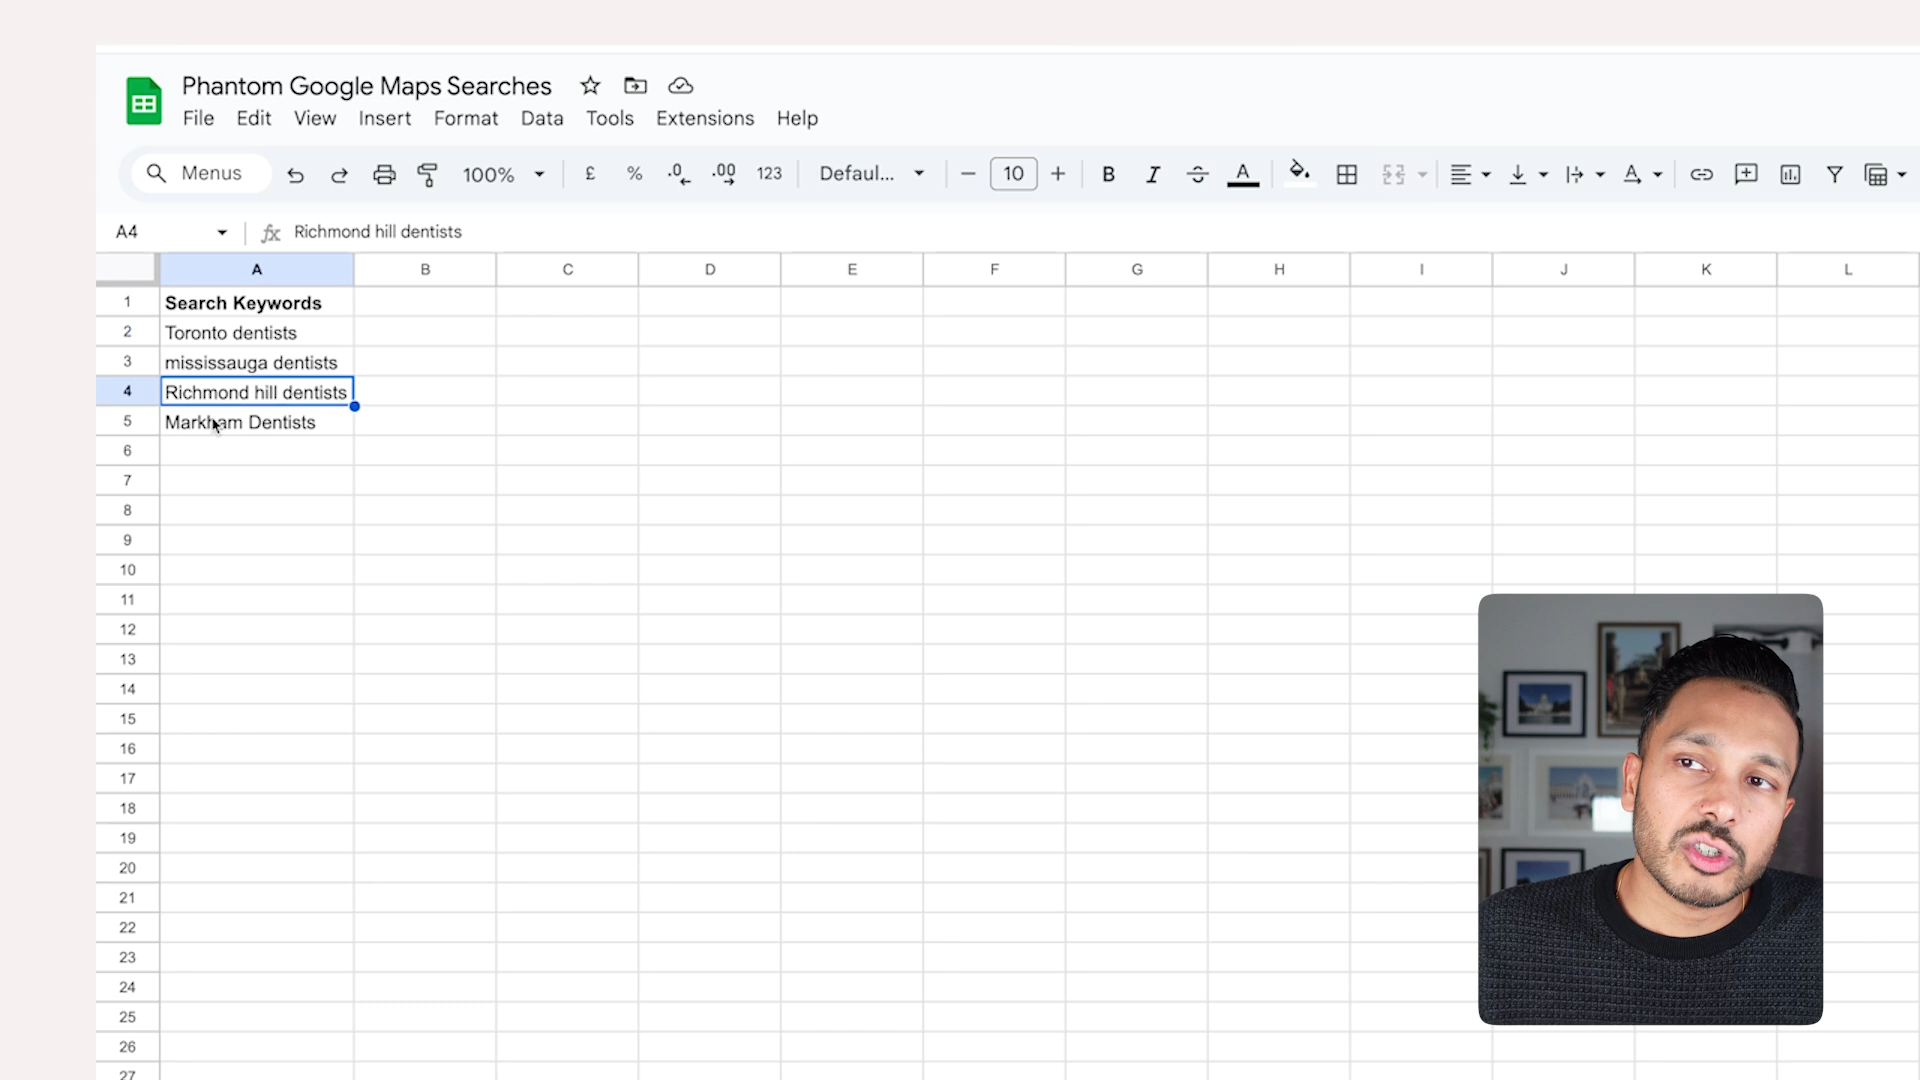 Phantom Google Maps Searches
File Edit View Insert Format Data Tools Extensions Help
Menus 100% £ % .0 .00 123 Defaul... 10 B I A A
A4 fx Richmond hill dentists
A B C D E F G H I J K L
1 Search Keywords
2 Toronto dentists
3 mississauga dentists
4 Richmond hill dentists
5 Markham Dentists
6
7
8
9
10
11
12
13
14
15
16
17
18
19
20
21
22
23
24
25
26
27